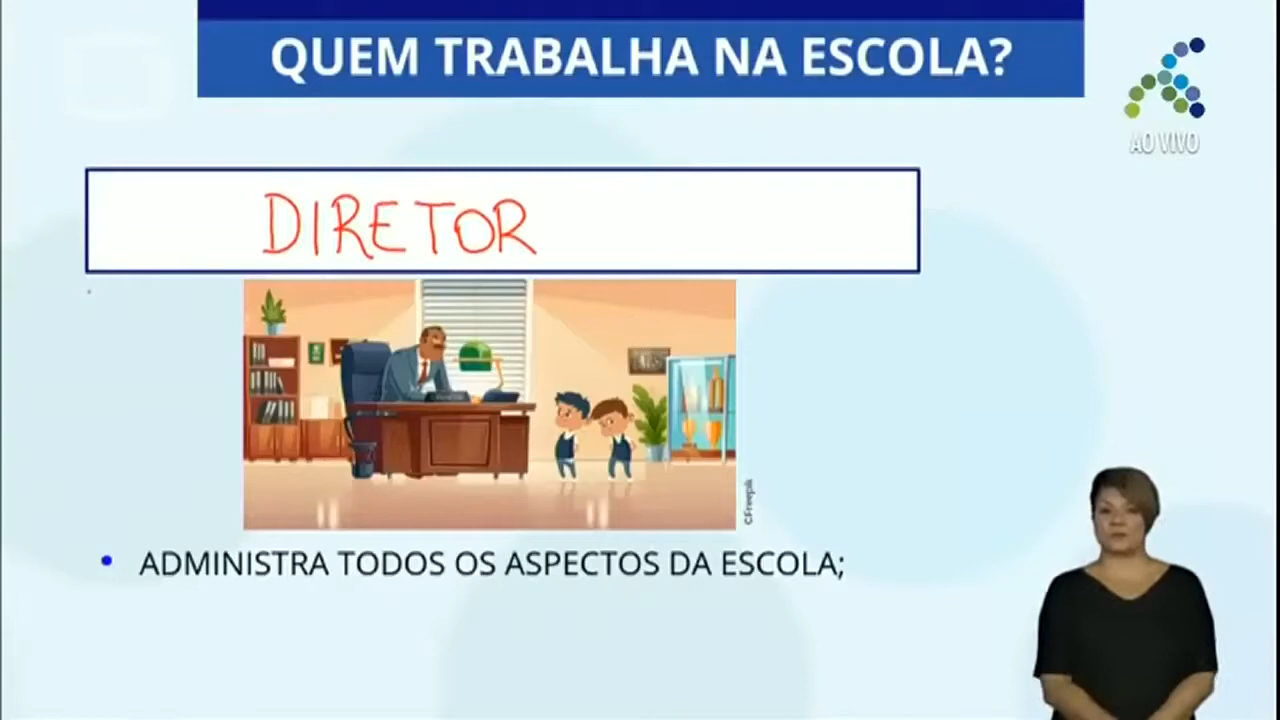 QUEM TRABALHA NA ESCOLA?
AO VIVO
DIRETOR
©Freepik
ADMINISTRA TODOS OS ASPECTOS DA ESCOLA;